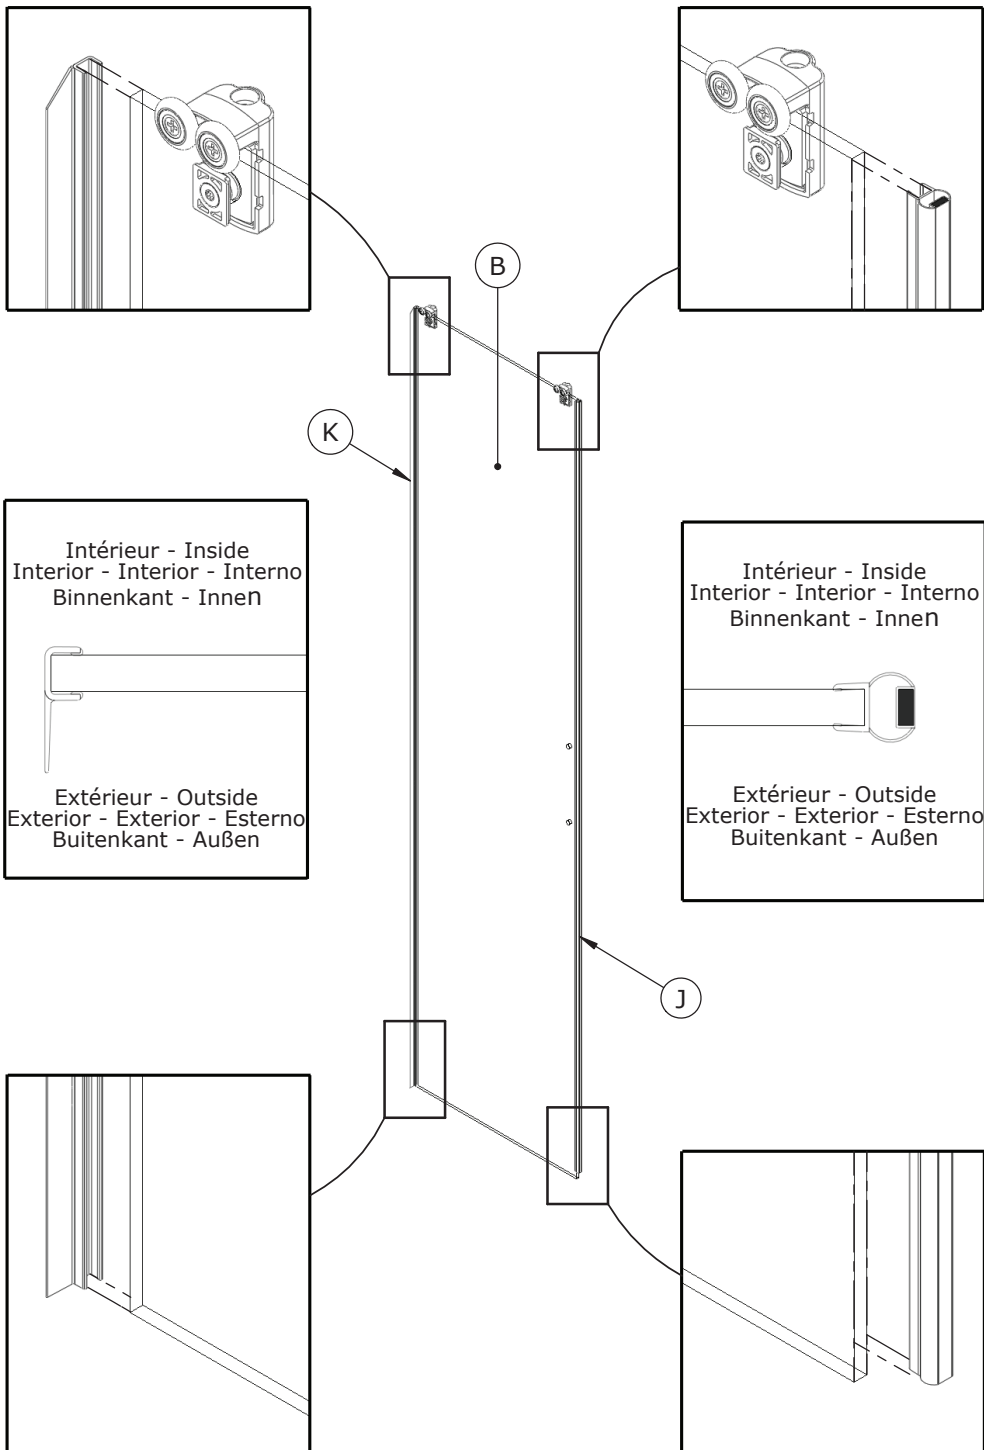 B
K
Intérieur - Inside
Interior - Interior - Interno
Binnenkant - Innen
Extérieur - Outside
Exterior - Exterior - Esterno
Buitenkant - Außen
Intérieur - Inside
Interior - Interior - Interno
Binnenkant - Innen
Extérieur - Outside
Exterior - Exterior - Esterno
Buitenkant - Außen
J